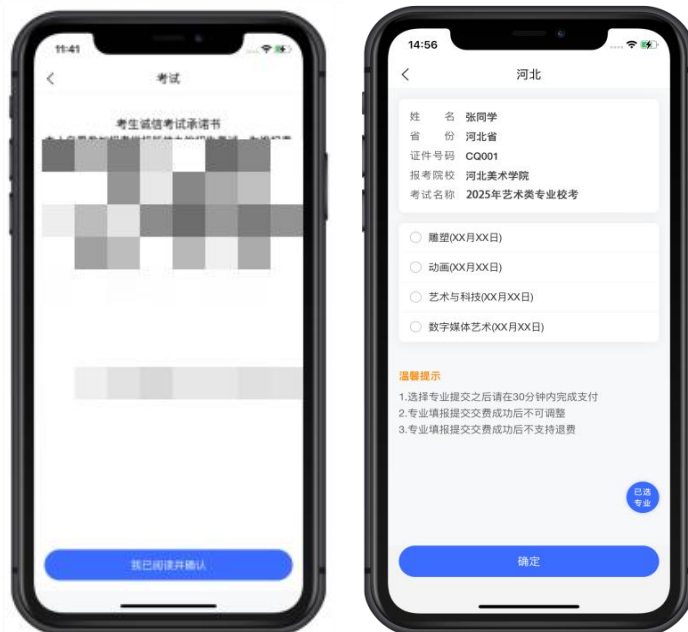 11:41
考试
考生诚信考试承诺书
我已阅读并确认
14:56
河北
姓 名 张同学
省 份 河北省
证件号码 CQ001
报考院校 河北美术学院
考试名称 2025年艺术类专业校考
雕塑(XX月XX日)
动画(XX月XX日)
艺术与科技(XX月XX日)
数字媒体艺术(XX月XX日)
温馨提示
1.选择专业提交之后请在30分钟内完成支付
2.专业填报提交交费成功后不可调整
3.专业填报提交交费成功后不支持退费
已选
专业
确定